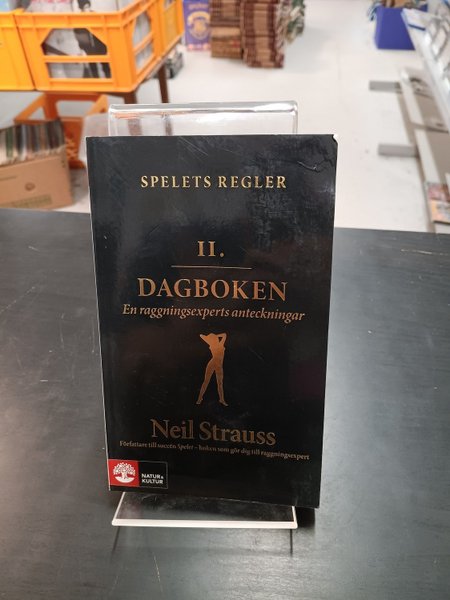 SPELETS REGLER
II.
DAGBOKEN
En raggningsexperts anteckningar
Neil Strauss
Författare till succén Spelet – boken som gör dig till raggningsexpert
NATUR &
KULTUR